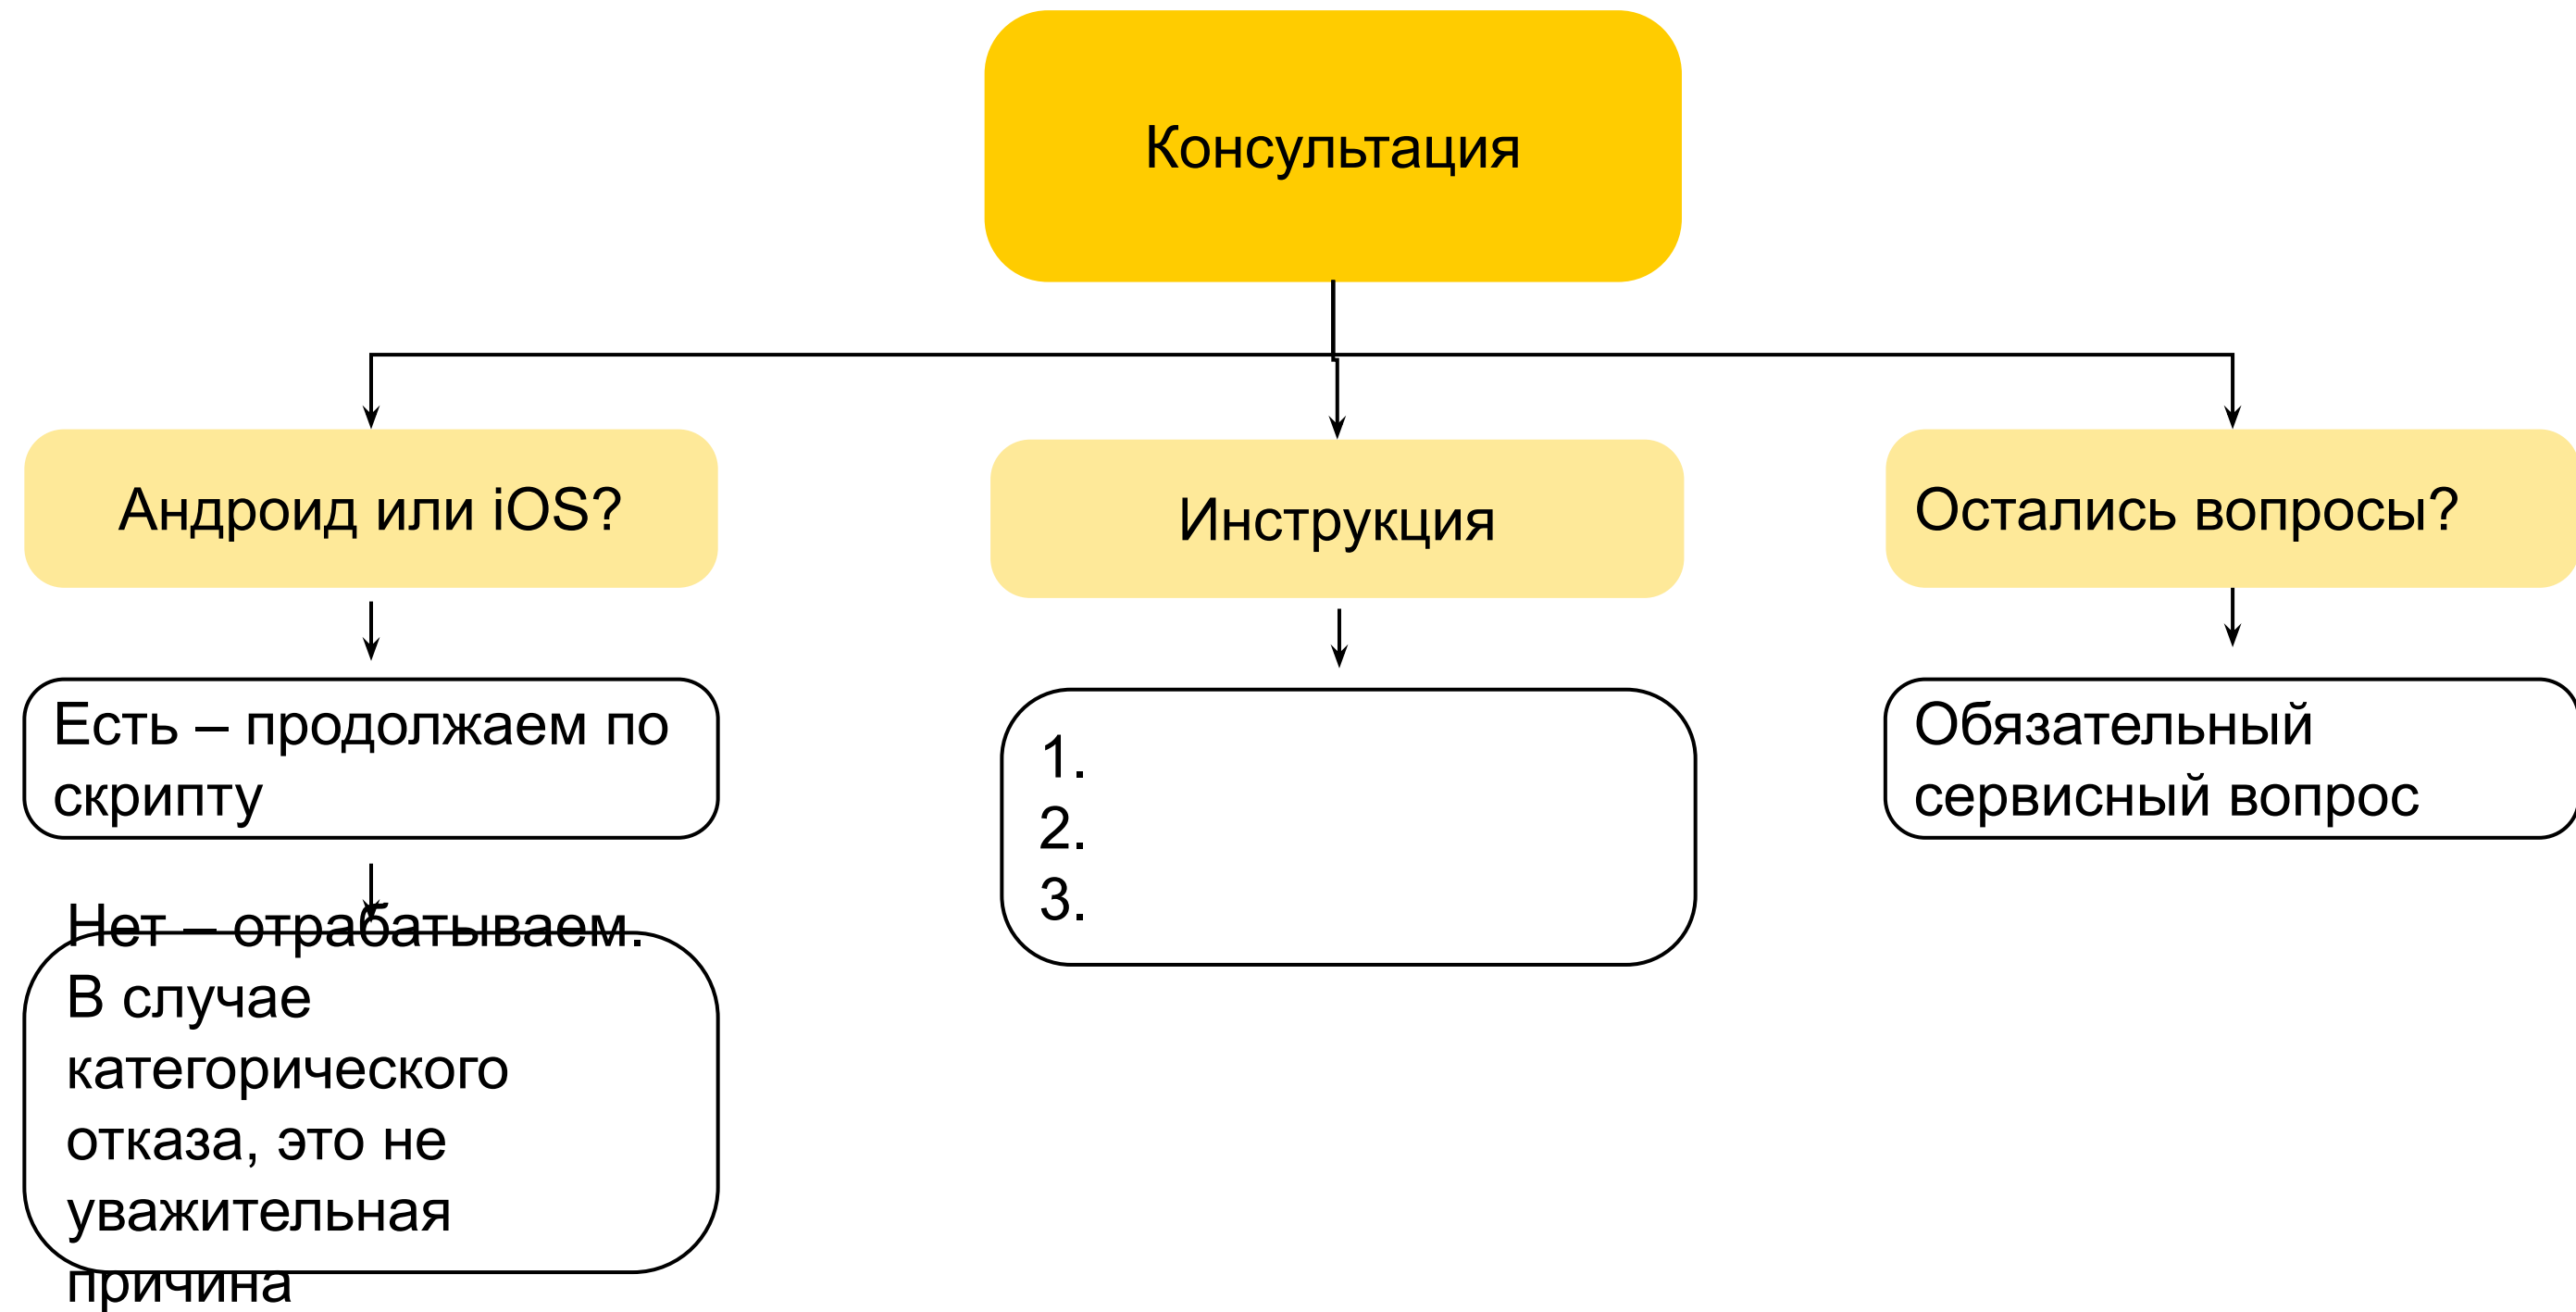 Консультация
Андроид или iOS?
Инструкция
Остались вопросы?
Есть – продолжаем по
скрипту
Нет – отрабатываем.
В случае
категорического
отказа, это не
уважительная
причина
1.
2.
3.
Обязательный
сервисный вопрос